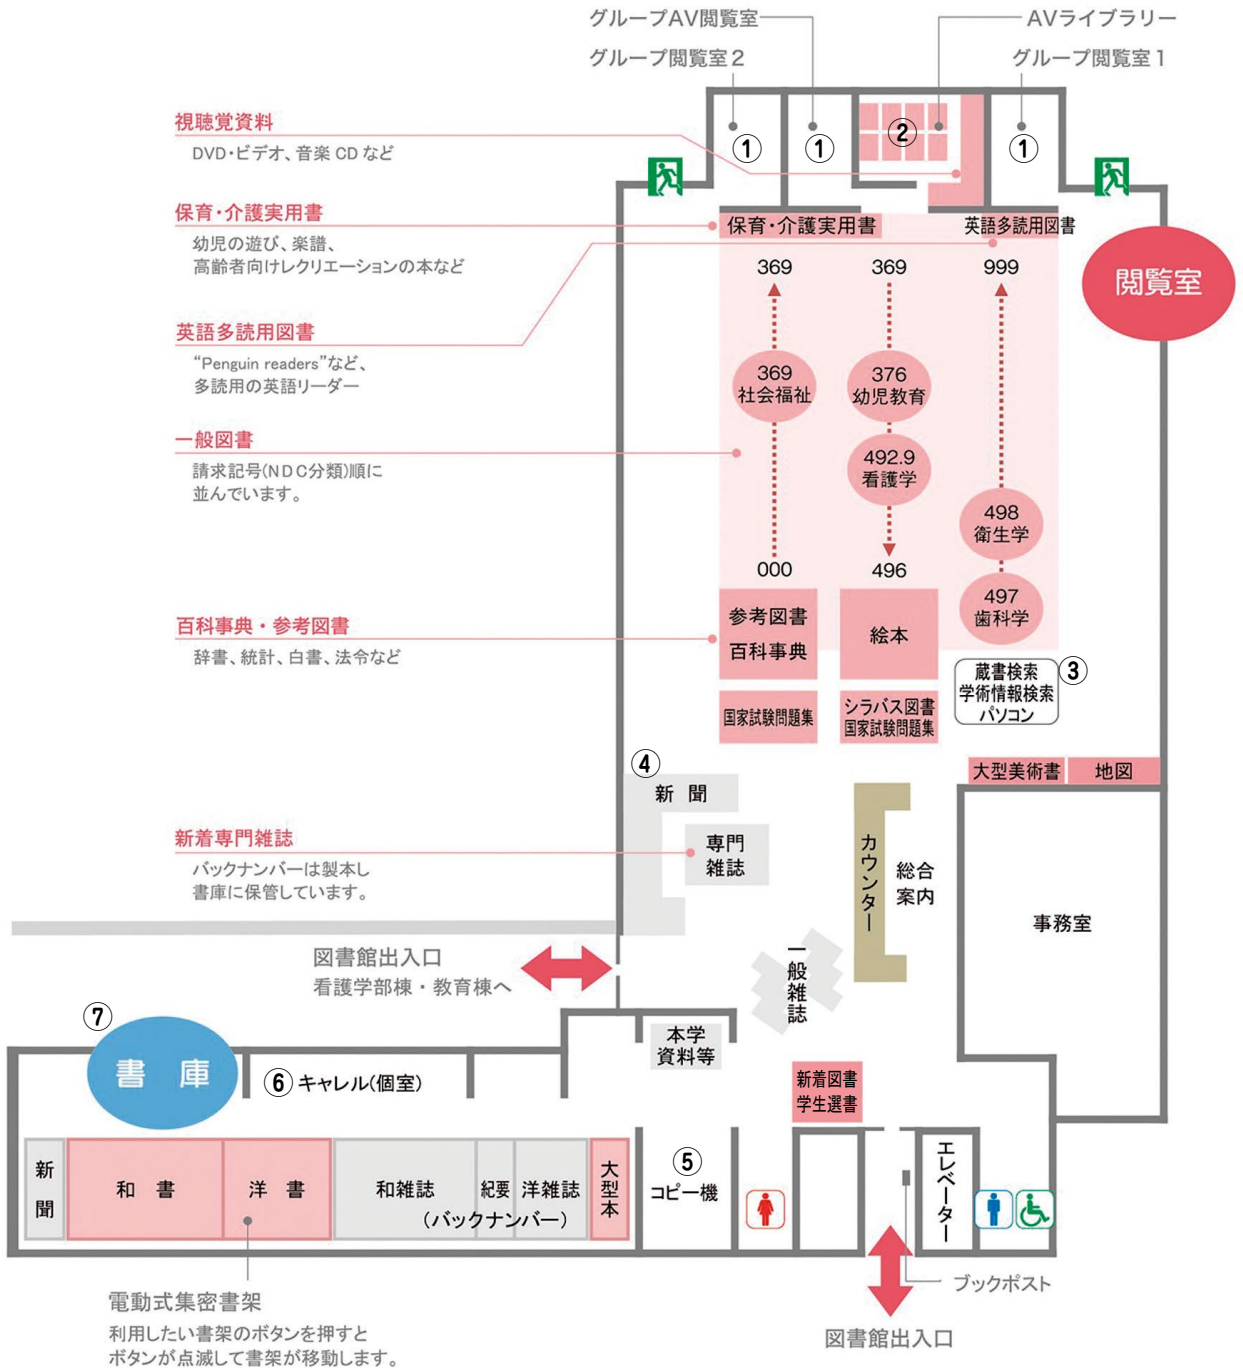 グループAV閲覧室
AVライブラリー
グループ閲覧室2
グループ閲覧室1
視聴覚資料
DVD・ビデオ、音楽 CD など
①
①
②
①
保育・介護実用書
幼児の遊び、楽譜、
高齢者向けレクリエーションの本など
保育・介護実用書
英語多読用図書
閲覧室
369
369
999
英語多読用図書
“Penguin readers”など、
多読用の英語リーダー
369
社会福祉
376
幼児教育
一般図書
請求記号(NDC分類)順に
並んでいます。
492.9
看護学
498
衛生学
000
496
497
歯科学
百科事典・参考図書
辞書、統計、白書、法令など
参考図書
百科事典
絵本
蔵書検索
学術情報検索
パソコン
③
国家試験問題集
シラバス図書
国家試験問題集
④
新 聞
大型美術書
地図
新着専門雑誌
バックナンバーは製本し
書庫に保管しています。
専門
雑誌
カウンター
総合
案内
事務室
図書館出入口
看護学部棟・教育棟へ
一般雑誌
本学
資料等
⑦
書 庫
⑥
キャレル(個室)
新着図書
学生選書
新聞
和 書
洋 書
和雑誌
紀要
洋雑誌
(バックナンバー)
大型本
⑤
コピー機
エレベーター
電動式集密書架
利用したい書架のボタンを押すと
ボタンが点滅して書架が移動します。
ブックポスト
図書館出入口